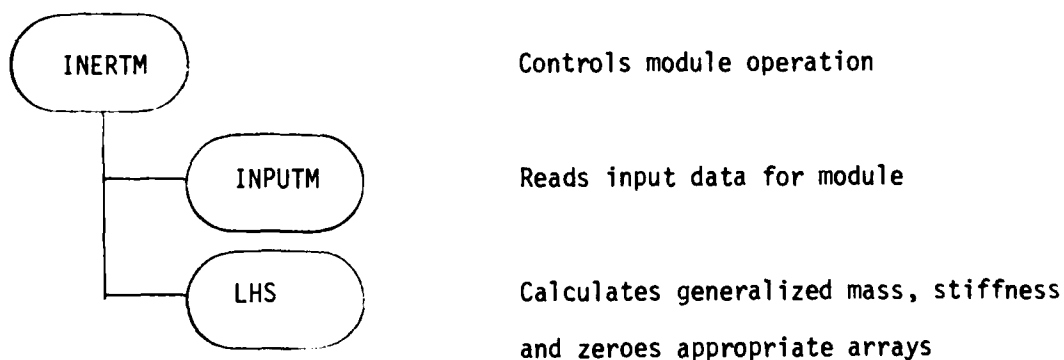 INERTM
Controls module operation
INPUTM
Reads input data for module
LHS
Calculates generalized mass, stiffness
and zeroes appropriate arrays